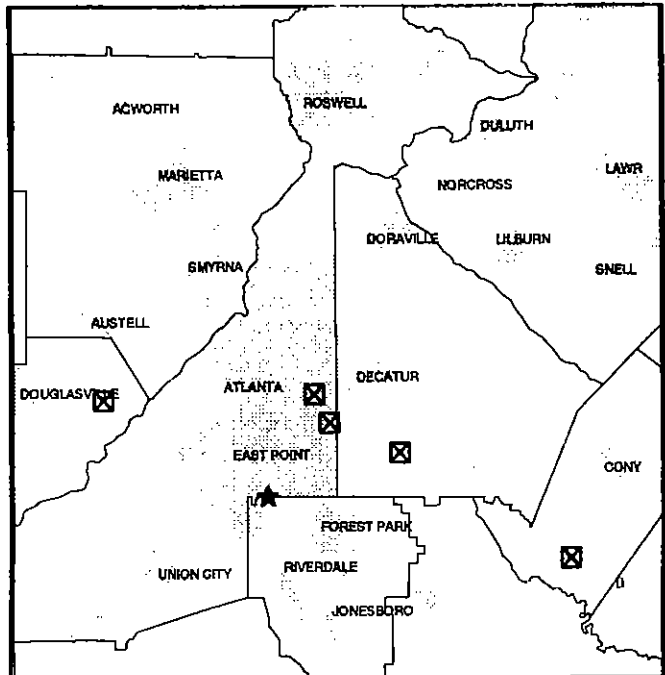 ROSWELL
ACWORTH
DULUTH
MARIETTA
LAWR
NORCROSS
DORAVILLE
LILBURN
SMYRNA
SNELL
AUSTELL
DECATUR
ATLANTA
DOUGLASVILLE
EAST POINT
CONY
FOREST PARK
RIVERDALE
UNION CITY
JONESBORO